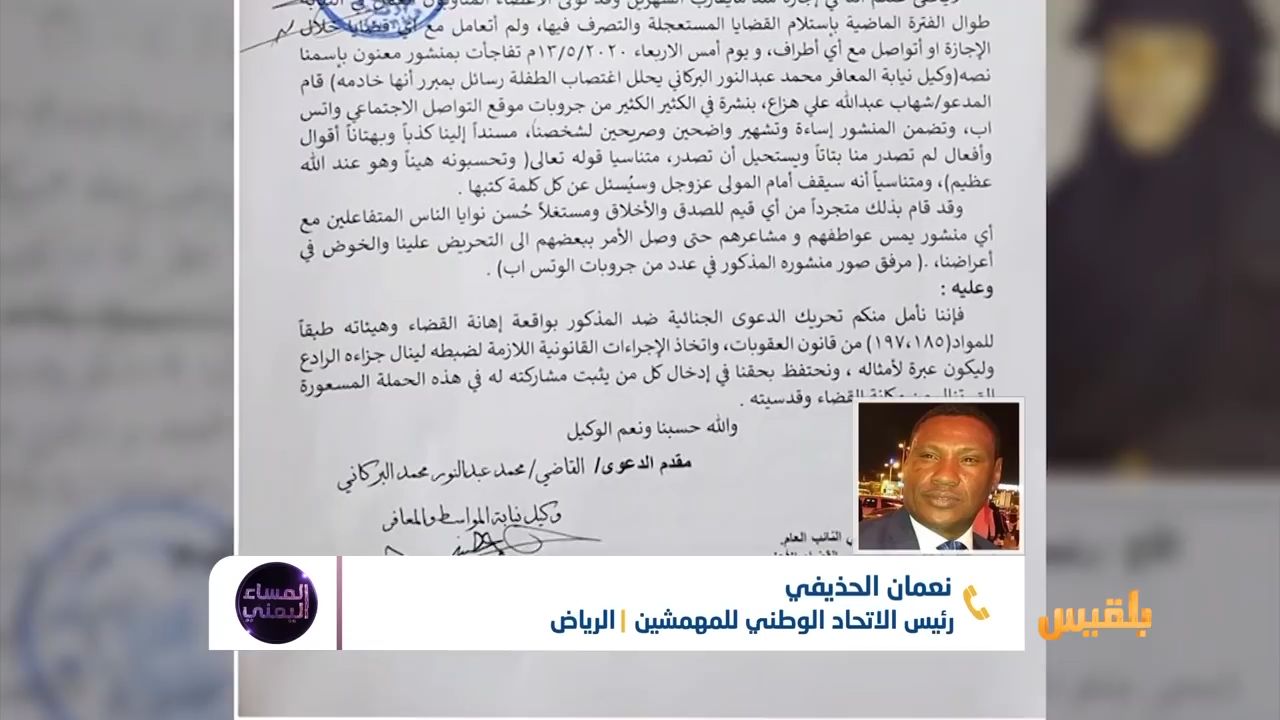 طوال الفترة الماضية بإستلام القضايا المستعجلة والتصرف فيها، ولم أتعامل مع أي قضايا خلال
الإجازة او أتواصل مع أي أطراف، و يوم أمس الاربعاء ١٣/٥/٢٠٢٠م تفاجأت بمنشور معنون بإسمنا
نصه(وكيل نيابة المعافر محمد عبدالنور البركاني يحلل اغتصاب الطفلة رسائل بمبرر أنها خادمه) قام
المدعو/شهاب عبدالله علي هزاع، بنشرة في الكثير الكثير من جروبات موقع التواصل الاجتماعي واتس
اب، وتضمن المنشور إساءة وتشهير واضحين وصريحين لشخصنا، مسنداً إلينا كذباً وبهتاناً أقوال
وأفعال لم تصدر منا بتاتاً ويستحيل أن تصدر، متناسيا قوله تعالى( وتحسبونه هيناً وهو عند الله
عظيم)، ومتناسياً أنه سيقف أمام المولى عزوجل وسيُسئل عن كل كلمة كتبها .
وقد قام بذلك متجرداً من أي قيم للصدق والأخلاق ومستغلاً حُسن نوايا الناس المتفاعلين مع
أي منشور يمس عواطفهم و مشاعرهم حتى وصل الأمر ببعضهم الى التحريض علينا والخوض في
أعراضنا، .( مرفق صور منشوره المذكور في عدد من جروبات الوتس اب) .
وعليه :
فإننا نأمل منكم تحريك الدعوى الجنائية ضد المذكور بواقعة إهانة القضاء وهيئاته طبقاً
للمواد(١٩٧،١٨٥) من قانون العقوبات، واتخاذ الإجراءات القانونية اللازمة لضبطه لينال جزاءه الرادع
وليكون عبرة لأمثاله ، ونحتفظ بحقنا في إدخال كل من يثبت مشاركته له في هذه الحملة المسعورة
القضاء وقدسيته .
والله حسبنا ونعم الوكيل
مقدم الدعوى/ القاضي/ محمد عبدالنور محمد البركاني
وكيل نيابة المواسط والمعافر
النائب العام
نعمان الحذيفي
رئيس الاتحاد الوطني للمهمشين | الرياض
المساء اليمني
بلقيس